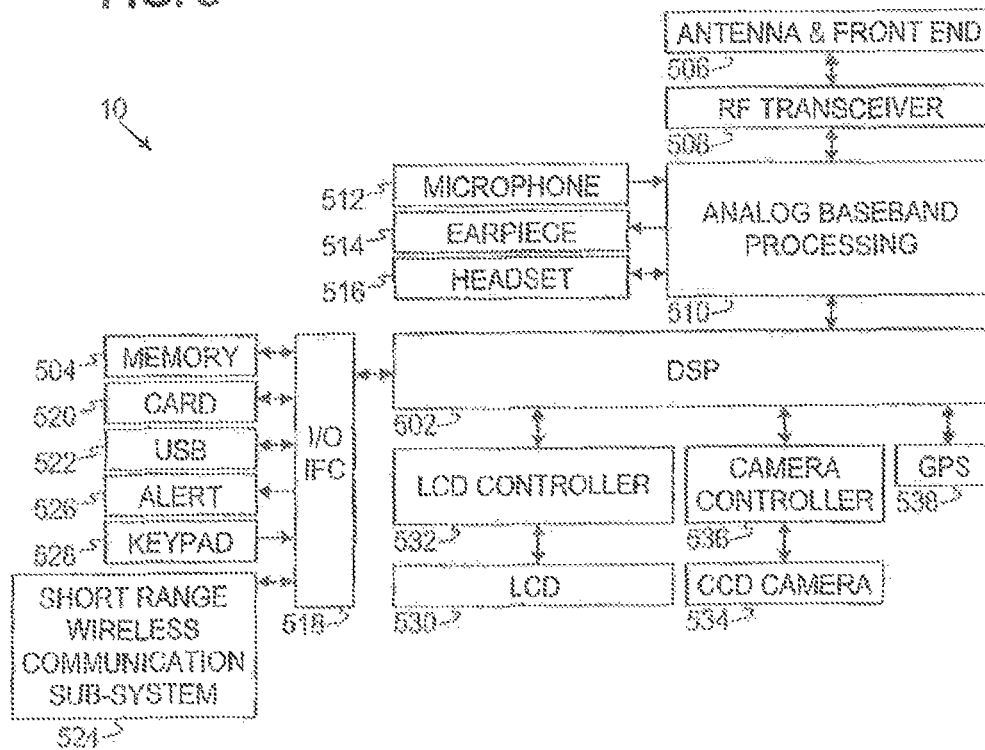 ANTENNA & FRONT END
506
10
RF TRANSCEIVER
508
512
MICROPHONE
ANALOG BASEBAND
PROCESSING
514
EARPIECE
516
HEADSET
510
504
MEMORY
DSP
520
CARD
502
522
USB
I/O
IFC
LCD CONTROLLER
CAMERA
CONTROLLER
GPS
538
526
ALERT
532
536
528
KEYPAD
LCD
CCD CAMERA
SHORT RANGE
WIRELESS
COMMUNICATION
SUB-SYSTEM
518
530
534
524